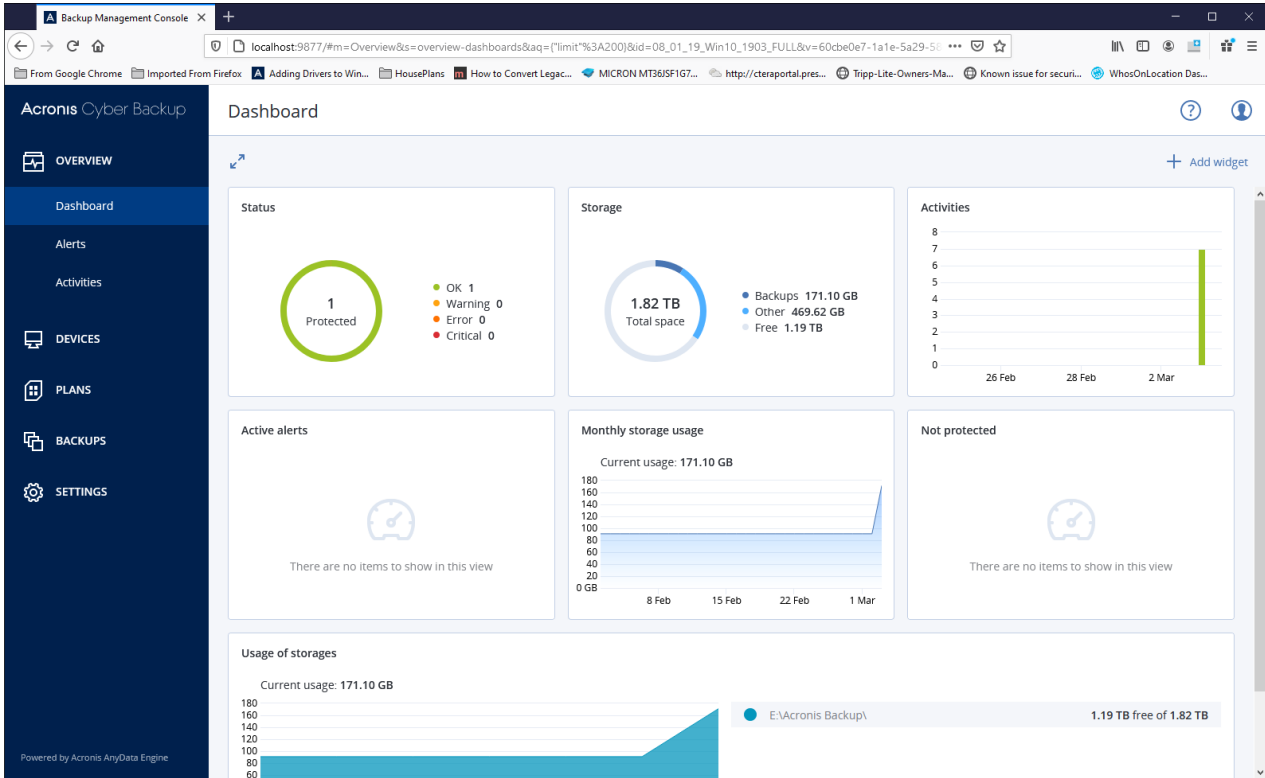 Backup Management Console
localhost:9877/#m=Overview&s=overview-dashboards&aq={"limit"%3A200}&id=08_01_19_Win10_1903_FULL&v=60cbe0e7-1a1e-5a29-58
From Google Chrome Imported From Firefox Adding Drivers to Win... HousePlans How to Convert Legac... MICRON MT36JSF1G7... http://cteraportal.pres... Tripp-Lite-Owners-Ma... Known issue for securi... WhosOnLocation Das...
Acronis Cyber Backup
Dashboard
OVERVIEW
Dashboard
Alerts
Activities
DEVICES
PLANS
BACKUPS
SETTINGS
Powered by Acronis AnyData Engine
Add widget
Status
1
Protected
OK 1
Warning 0
Error 0
Critical 0
Storage
1.82 TB
Total space
Backups 171.10 GB
Other 469.62 GB
Free 1.19 TB
Activities
8
7
6
5
4
3
2
1
0
26 Feb 28 Feb 2 Mar
Active alerts
There are no items to show in this view
Monthly storage usage
Current usage: 171.10 GB
180
160
140
120
100
80
60
40
20
0 GB
8 Feb 15 Feb 22 Feb 1 Mar
Not protected
There are no items to show in this view
Usage of storages
Current usage: 171.10 GB
180
160
140
120
100
80
60
E:\Acronis Backup\ 1.19 TB free of 1.82 TB